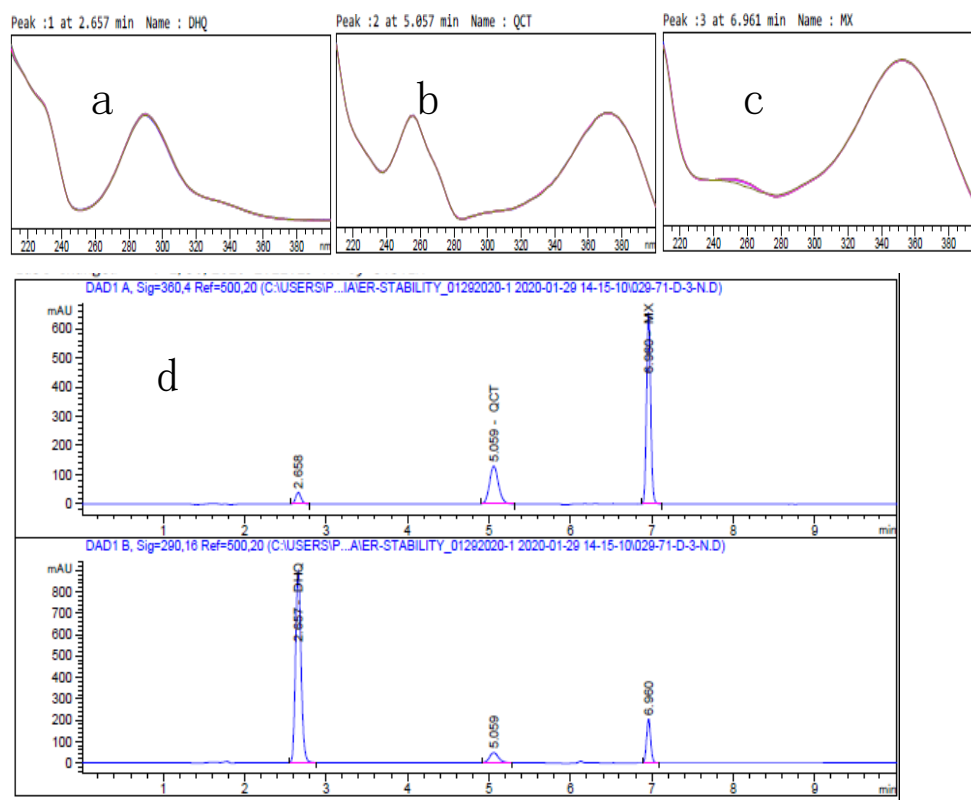 Peak :1 at 2.657 min Name : DHQ
Peak :2 at 5.057 min Name : QCT
Peak :3 at 6.961 min Name : MX
a
b
c
220 240 260 280 300 320 340 360 380 nm
220 240 260 280 300 320 340 360 380
220 240 260 280 300 320 340 360 380
DAD1 A, Sig=360,4 Ref=500,20 (C:\USERS\P...IA\ER-STABILITY_01292020-1 2020-01-29 14-15-10\029-71-D-3-N.D)
mAU
600
500
400
300
200
100
0
d
2.658
5.059 - QCT
6.960 MX
1 2 3 4 5 6 7 8 9 min
DAD1 B, Sig=290,16 Ref=500,20 (C:\USERS\P...A\ER-STABILITY_01292020-1 2020-01-29 14-15-10\029-71-D-3-N.D)
mAU
800
700
600
500
400
300
200
100
0
2.657 DHQ
5.059
6.960
1 2 3 4 5 6 7 8 9 min